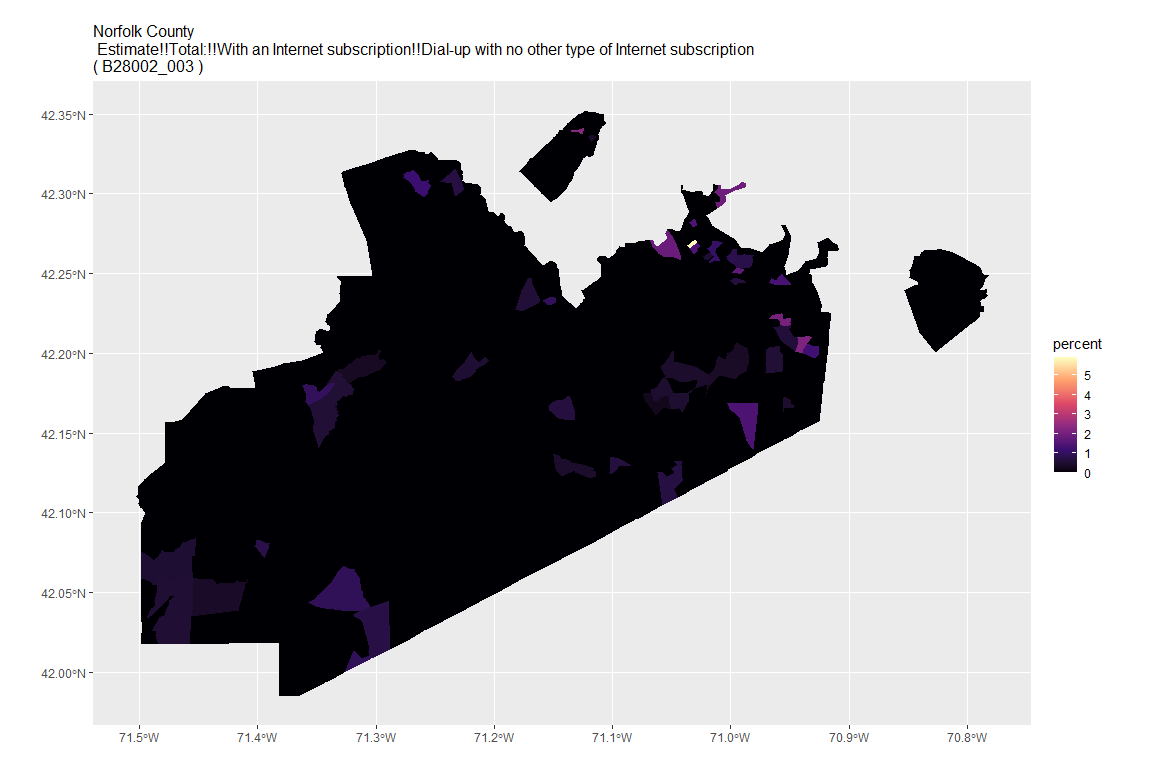 Norfolk County
Estimate!!Total:!!With an Internet subscription!!Dial-up with no other type of Internet subscription
( B28002_003 )
42.35°N
42.30°N
42.25°N
42.20°N
42.15°N
42.10°N
42.05°N
42.00°N
71.5°W 71.4°W 71.3°W 71.2°W 71.1°W 71.0°W 70.9°W 70.8°W
percent
5
4
3
2
1
0